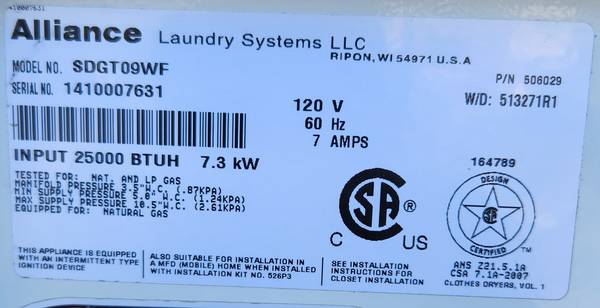 1410007631
Alliance Laundry Systems LLC
RIPON, WI 54971 U.S.A
MODEL NO. SDGT09WF
SERIAL NO. 1410007631
P/N 506029
W/D: 513271R1
120 V
60 Hz
7 AMPS
INPUT 25000 BTUH 7.3 kW
TESTED FOR: NAT. AND LP GAS
MANIFOLD PRESSURE 3.5"W.C. (.87KPA)
MIN SUPPLY PRESSURE 5.0" W.C. (1.24KPA)
MAX SUPPLY PRESSURE 10.5"W.C. (2.61KPA)
EQUIPPED FOR: NATURAL GAS
164789
DESIGN
SA
CERTIFIED
CSA
C US
ANS Z21.5.1A
CSA 7.1A-2007
CLOTHES DRYERS, VOL. 1
THIS APPLIANCE IS EQUIPPED
WITH AN INTERMITTENT TYPE
IGNITION DEVICE
ALSO SUITABLE FOR INSTALLATION IN
A MFD (MOBILE) HOME WHEN INSTALLED
WITH INSTALLATION KIT NO. 526P3
SEE INSTALLATION
INSTRUCTIONS FOR
CLOSET INSTALLATION